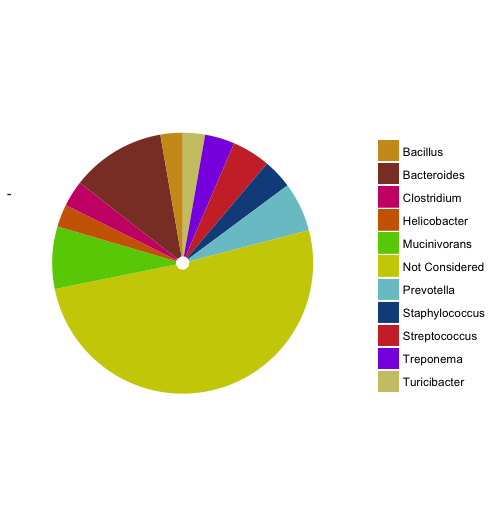 -
Bacillus
Bacteroides
Clostridium
Helicobacter
Mucinivorans
Not Considered
Prevotella
Staphylococcus
Streptococcus
Treponema
Turicibacter